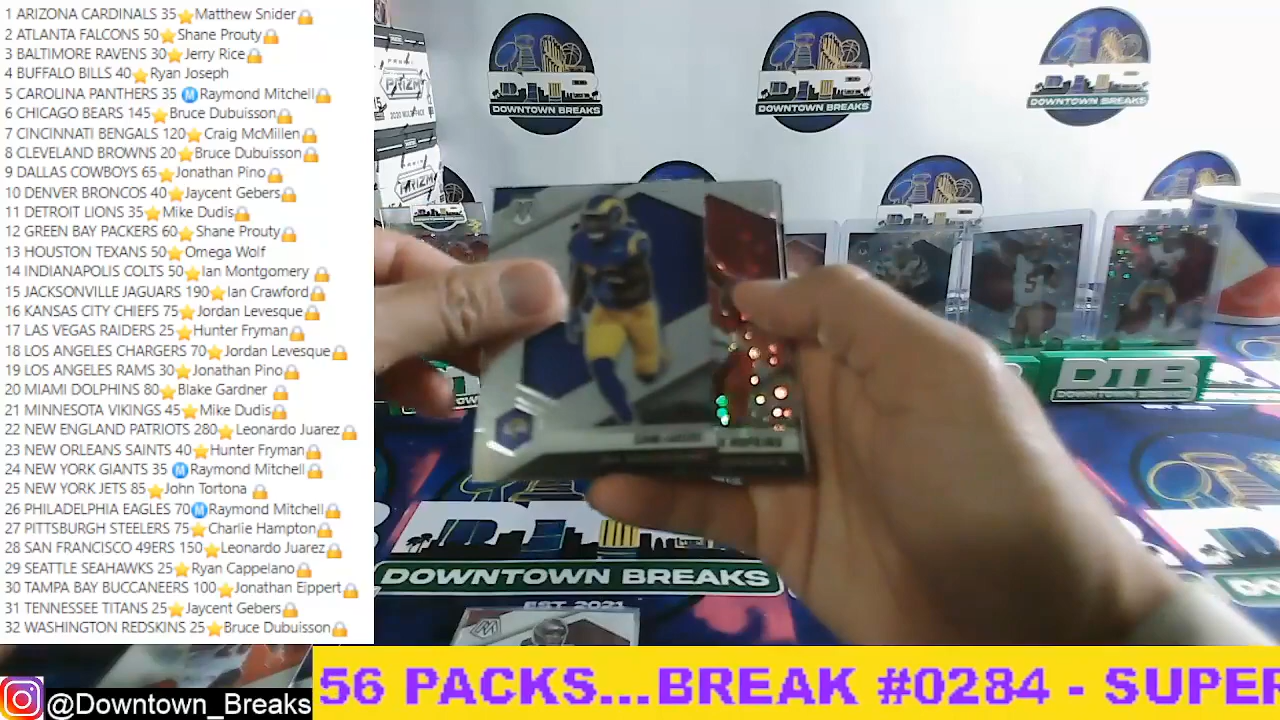 1 ARIZONA CARDINALS 35⭐Matthew Snider🔒
2 ATLANTA FALCONS 50⭐Shane Prouty🔒
3 BALTIMORE RAVENS 30⭐Jerry Rice🔒
4 BUFFALO BILLS 40⭐Ryan Joseph
5 CAROLINA PANTHERS 35 Ⓜ️Raymond Mitchell🔒
6 CHICAGO BEARS 145⭐Bruce Dubuisson🔒
7 CINCINNATI BENGALS 120⭐Craig McMillen🔒
8 CLEVELAND BROWNS 20⭐Bruce Dubuisson🔒
9 DALLAS COWBOYS 65⭐Jonathan Pino🔒
10 DENVER BRONCOS 40⭐Jaycent Gebers🔒
11 DETROIT LIONS 35⭐Mike Dudis🔒
12 GREEN BAY PACKERS 60⭐Shane Prouty🔒
13 HOUSTON TEXANS 50⭐Omega Wolf
14 INDIANAPOLIS COLTS 50⭐Ian Montgomery 🔒
15 JACKSONVILLE JAGUARS 190⭐Ian Crawford🔒
16 KANSAS CITY CHIEFS 75⭐Jordan Levesque🔒
17 LAS VEGAS RAIDERS 25⭐Hunter Fryman🔒
18 LOS ANGELES CHARGERS 70⭐Jordan Levesque🔒
19 LOS ANGELES RAMS 30⭐Jonathan Pino🔒
20 MIAMI DOLPHINS 80⭐Blake Gardner 🔒
21 MINNESOTA VIKINGS 45⭐Mike Dudis🔒
22 NEW ENGLAND PATRIOTS 280⭐Leonardo Juarez🔒
23 NEW ORLEANS SAINTS 40⭐Hunter Fryman🔒
24 NEW YORK GIANTS 35 Ⓜ️Raymond Mitchell🔒
25 NEW YORK JETS 85⭐John Tortona 🔒
26 PHILADELPHIA EAGLES 70Ⓜ️Raymond Mitchell🔒
27 PITTSBURGH STEELERS 75⭐Charlie Hampton🔒
28 SAN FRANCISCO 49ERS 150⭐Leonardo Juarez🔒
29 SEATTLE SEAHAWKS 25⭐Ryan Cappelano🔒
30 TAMPA BAY BUCCANEERS 100⭐Jonathan Eippert🔒
31 TENNESSEE TITANS 25⭐Jaycent Gebers🔒
32 WASHINGTON REDSKINS 25⭐Bruce Dubuisson🔒
PRIZM
PRIZM
DTB
DOWNTOWN BREAKS
DTB
DOWNTOWN BREAKS
DTB
DOWNTOWN BREAKS
HOPKINS
DTB
DOWNTOWN BREAKS
EST. 2021
@Downtown_Breaks
56 PACKS...BREAK #0284 - SUPER